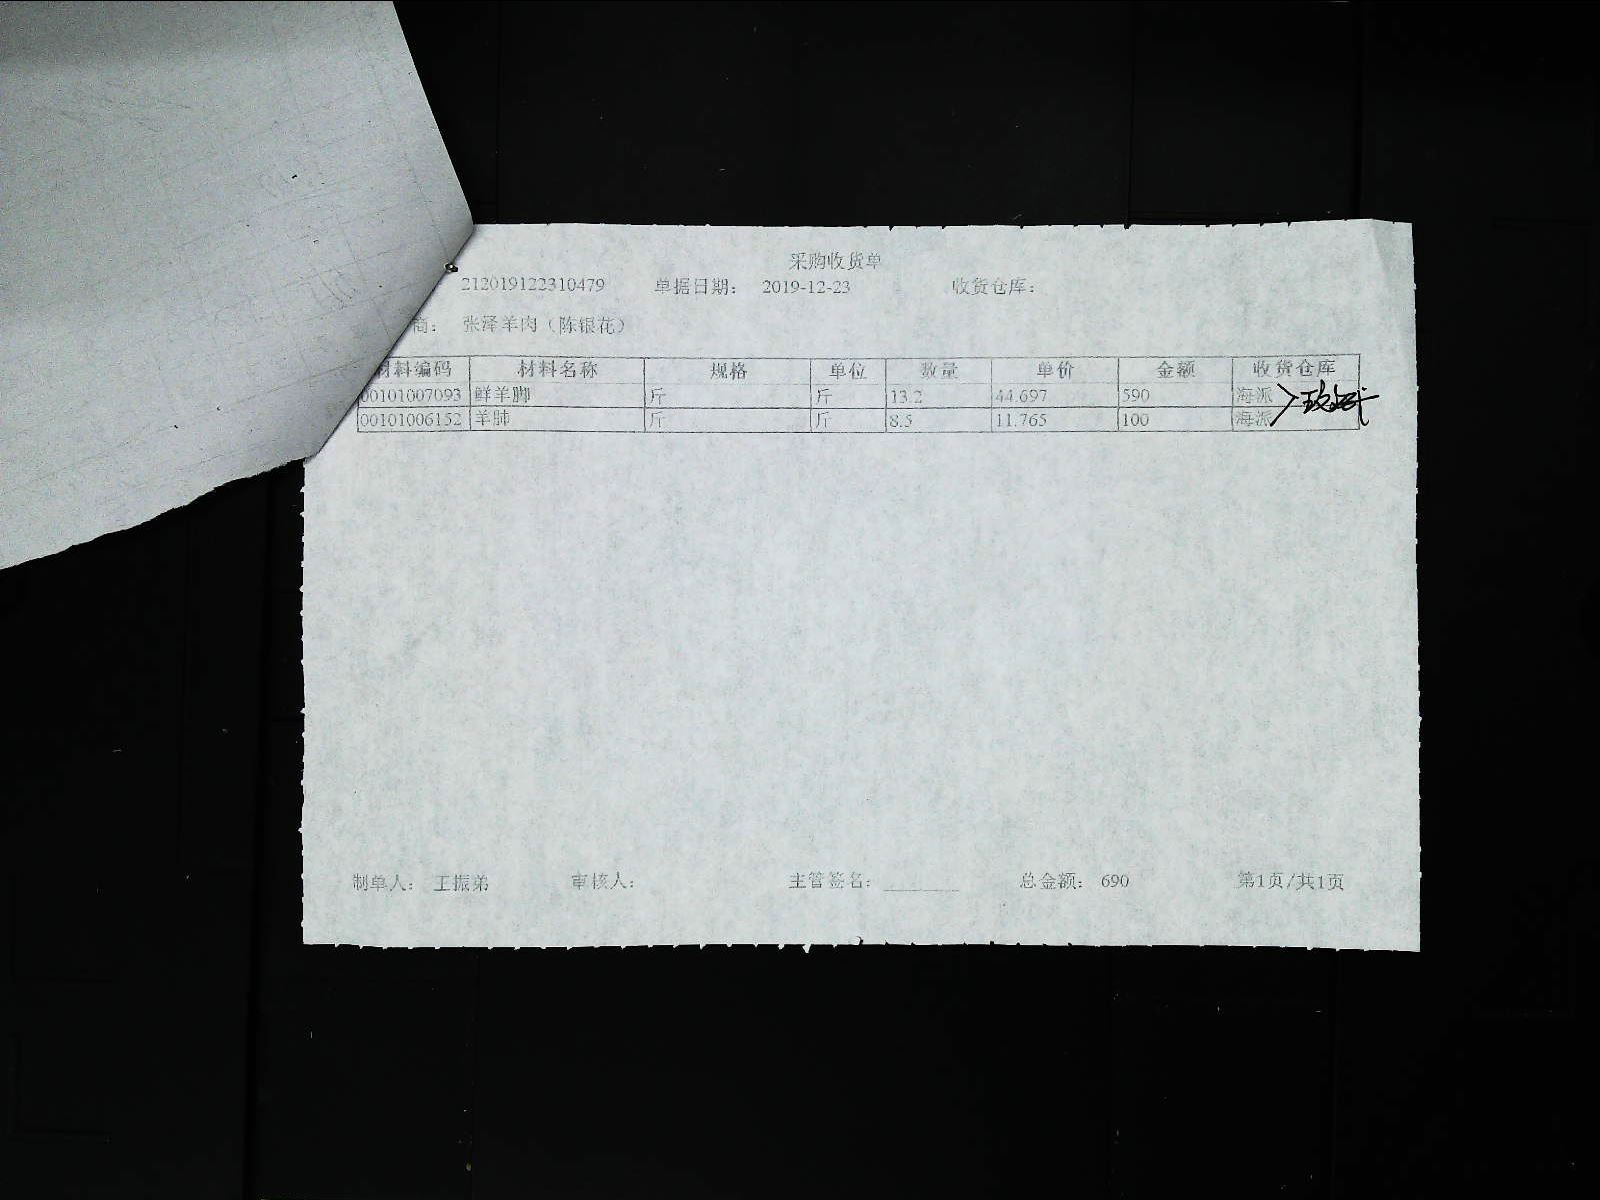 采购收货单
212019122310479 单据日期: 2019-12-23 收货仓库:
商: 张泽羊肉（陈银花）
材料编码 材料名称 规格 单位 数量 单价 金额 收货仓库
00101007093 鲜羊脚 斤 斤 13.2 44.697 590 海派
00101006152 羊肺 斤 斤 8.5 11.765 100 海派
制单人: 王振弟 审核人: 主管签名: 总金额: 690 第1页/共1页